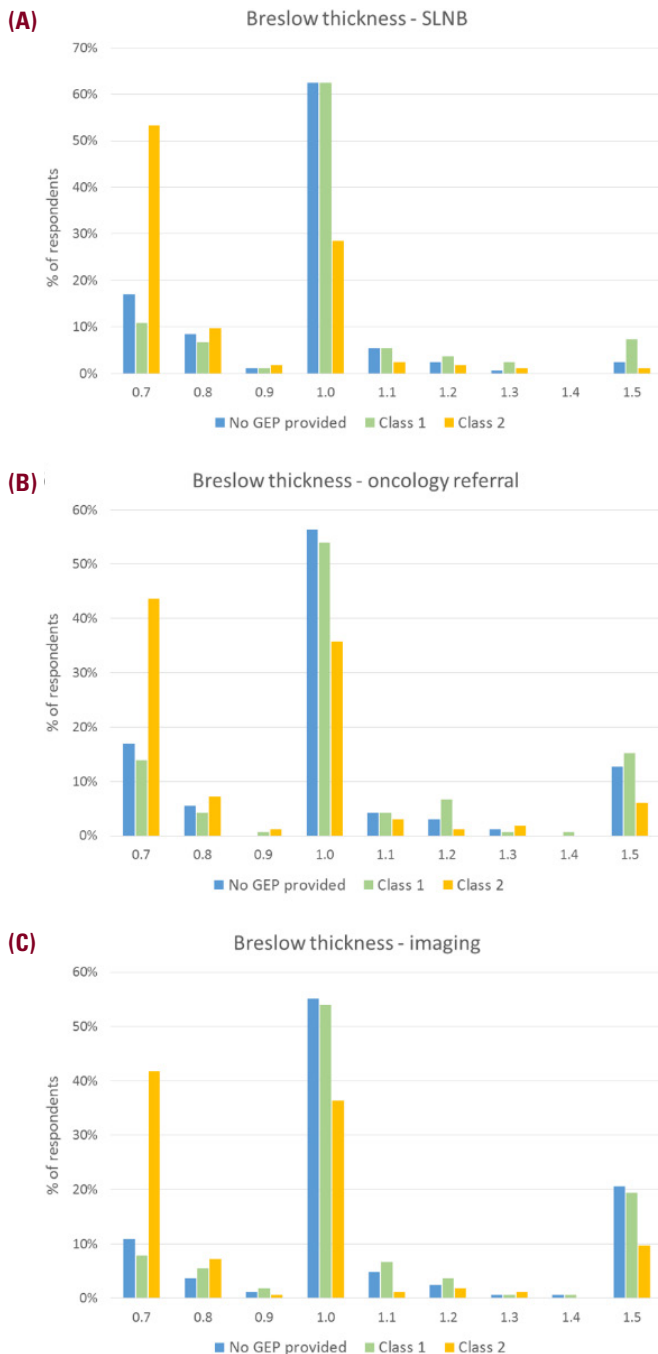 (A)
Breslow thickness - SLNB
70%
60%
50%
40%
30%
20%
10%
0%
% of respondents
0.7 0.8 0.9 1.0 1.1 1.2 1.3 1.4 1.5
No GEP provided Class 1 Class 2
(B)
Breslow thickness - oncology referral
60%
50%
40%
30%
20%
10%
0%
% of respondents
0.7 0.8 0.9 1.0 1.1 1.2 1.3 1.4 1.5
No GEP provided Class 1 Class 2
(C)
Breslow thickness - imaging
60%
50%
40%
30%
20%
10%
0%
% of respondents
0.7 0.8 0.9 1.0 1.1 1.2 1.3 1.4 1.5
No GEP provided Class 1 Class 2